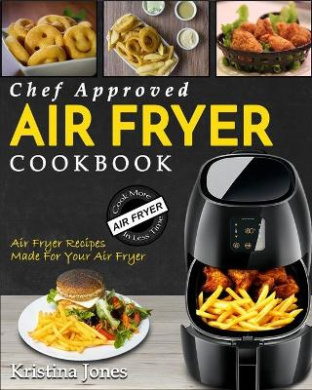 Chef Approved
AIR FRYER
COOKBOOK
Cook More
AIR FRYER
In Less Time
Air Fryer Recipes
Made For Your Air Fryer
Kristina Jones